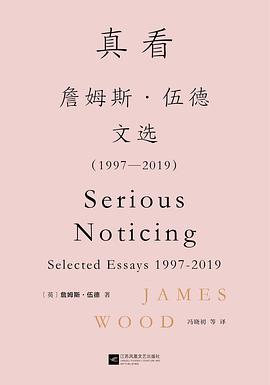 真看
詹姆斯·伍德
文选
（1997—2019）
Serious
Noticing
Selected Essays 1997-2019
［英］詹姆斯·伍德 著
JAMES
WOOD
冯晓初 等 译
江苏凤凰文艺出版社